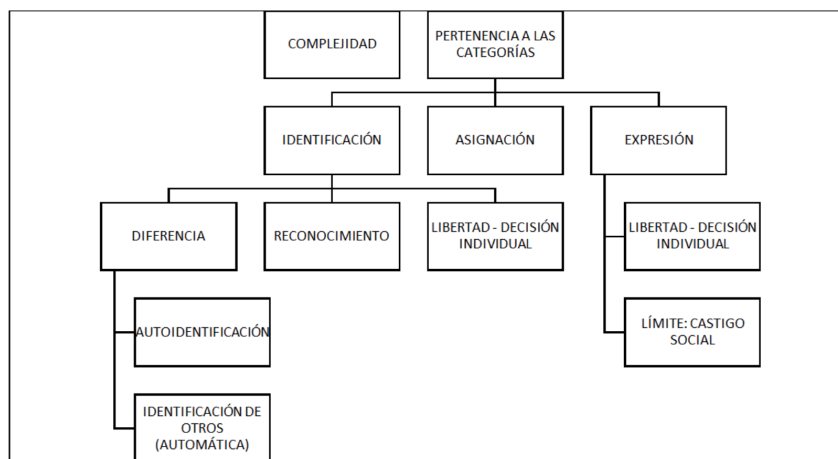 COMPLEJIDAD
PERTENENCIA A LAS
CATEGORÍAS
IDENTIFICACIÓN
ASIGNACIÓN
EXPRESIÓN
DIFERENCIA
RECONOCIMIENTO
LIBERTAD - DECISIÓN
INDIVIDUAL
LIBERTAD - DECISIÓN
INDIVIDUAL
AUTOIDENTIFICACIÓN
LÍMITE: CASTIGO
SOCIAL
IDENTIFICACIÓN DE
OTROS
(AUTOMÁTICA)